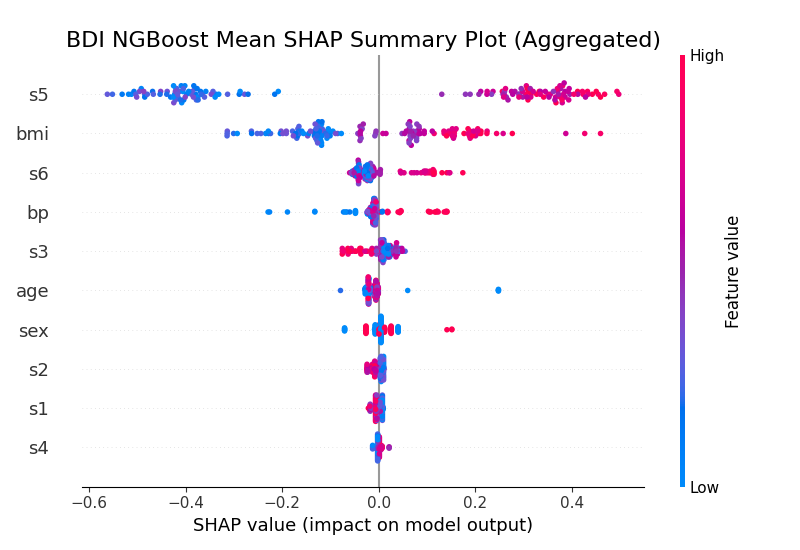 BDI NGBoost Mean SHAP Summary Plot (Aggregated)
High
s5
bmi
s6
bp
s3
age
sex
s2
s1
s4
Feature value
Low
−0.6 −0.4 −0.2 0.0 0.2 0.4
SHAP value (impact on model output)